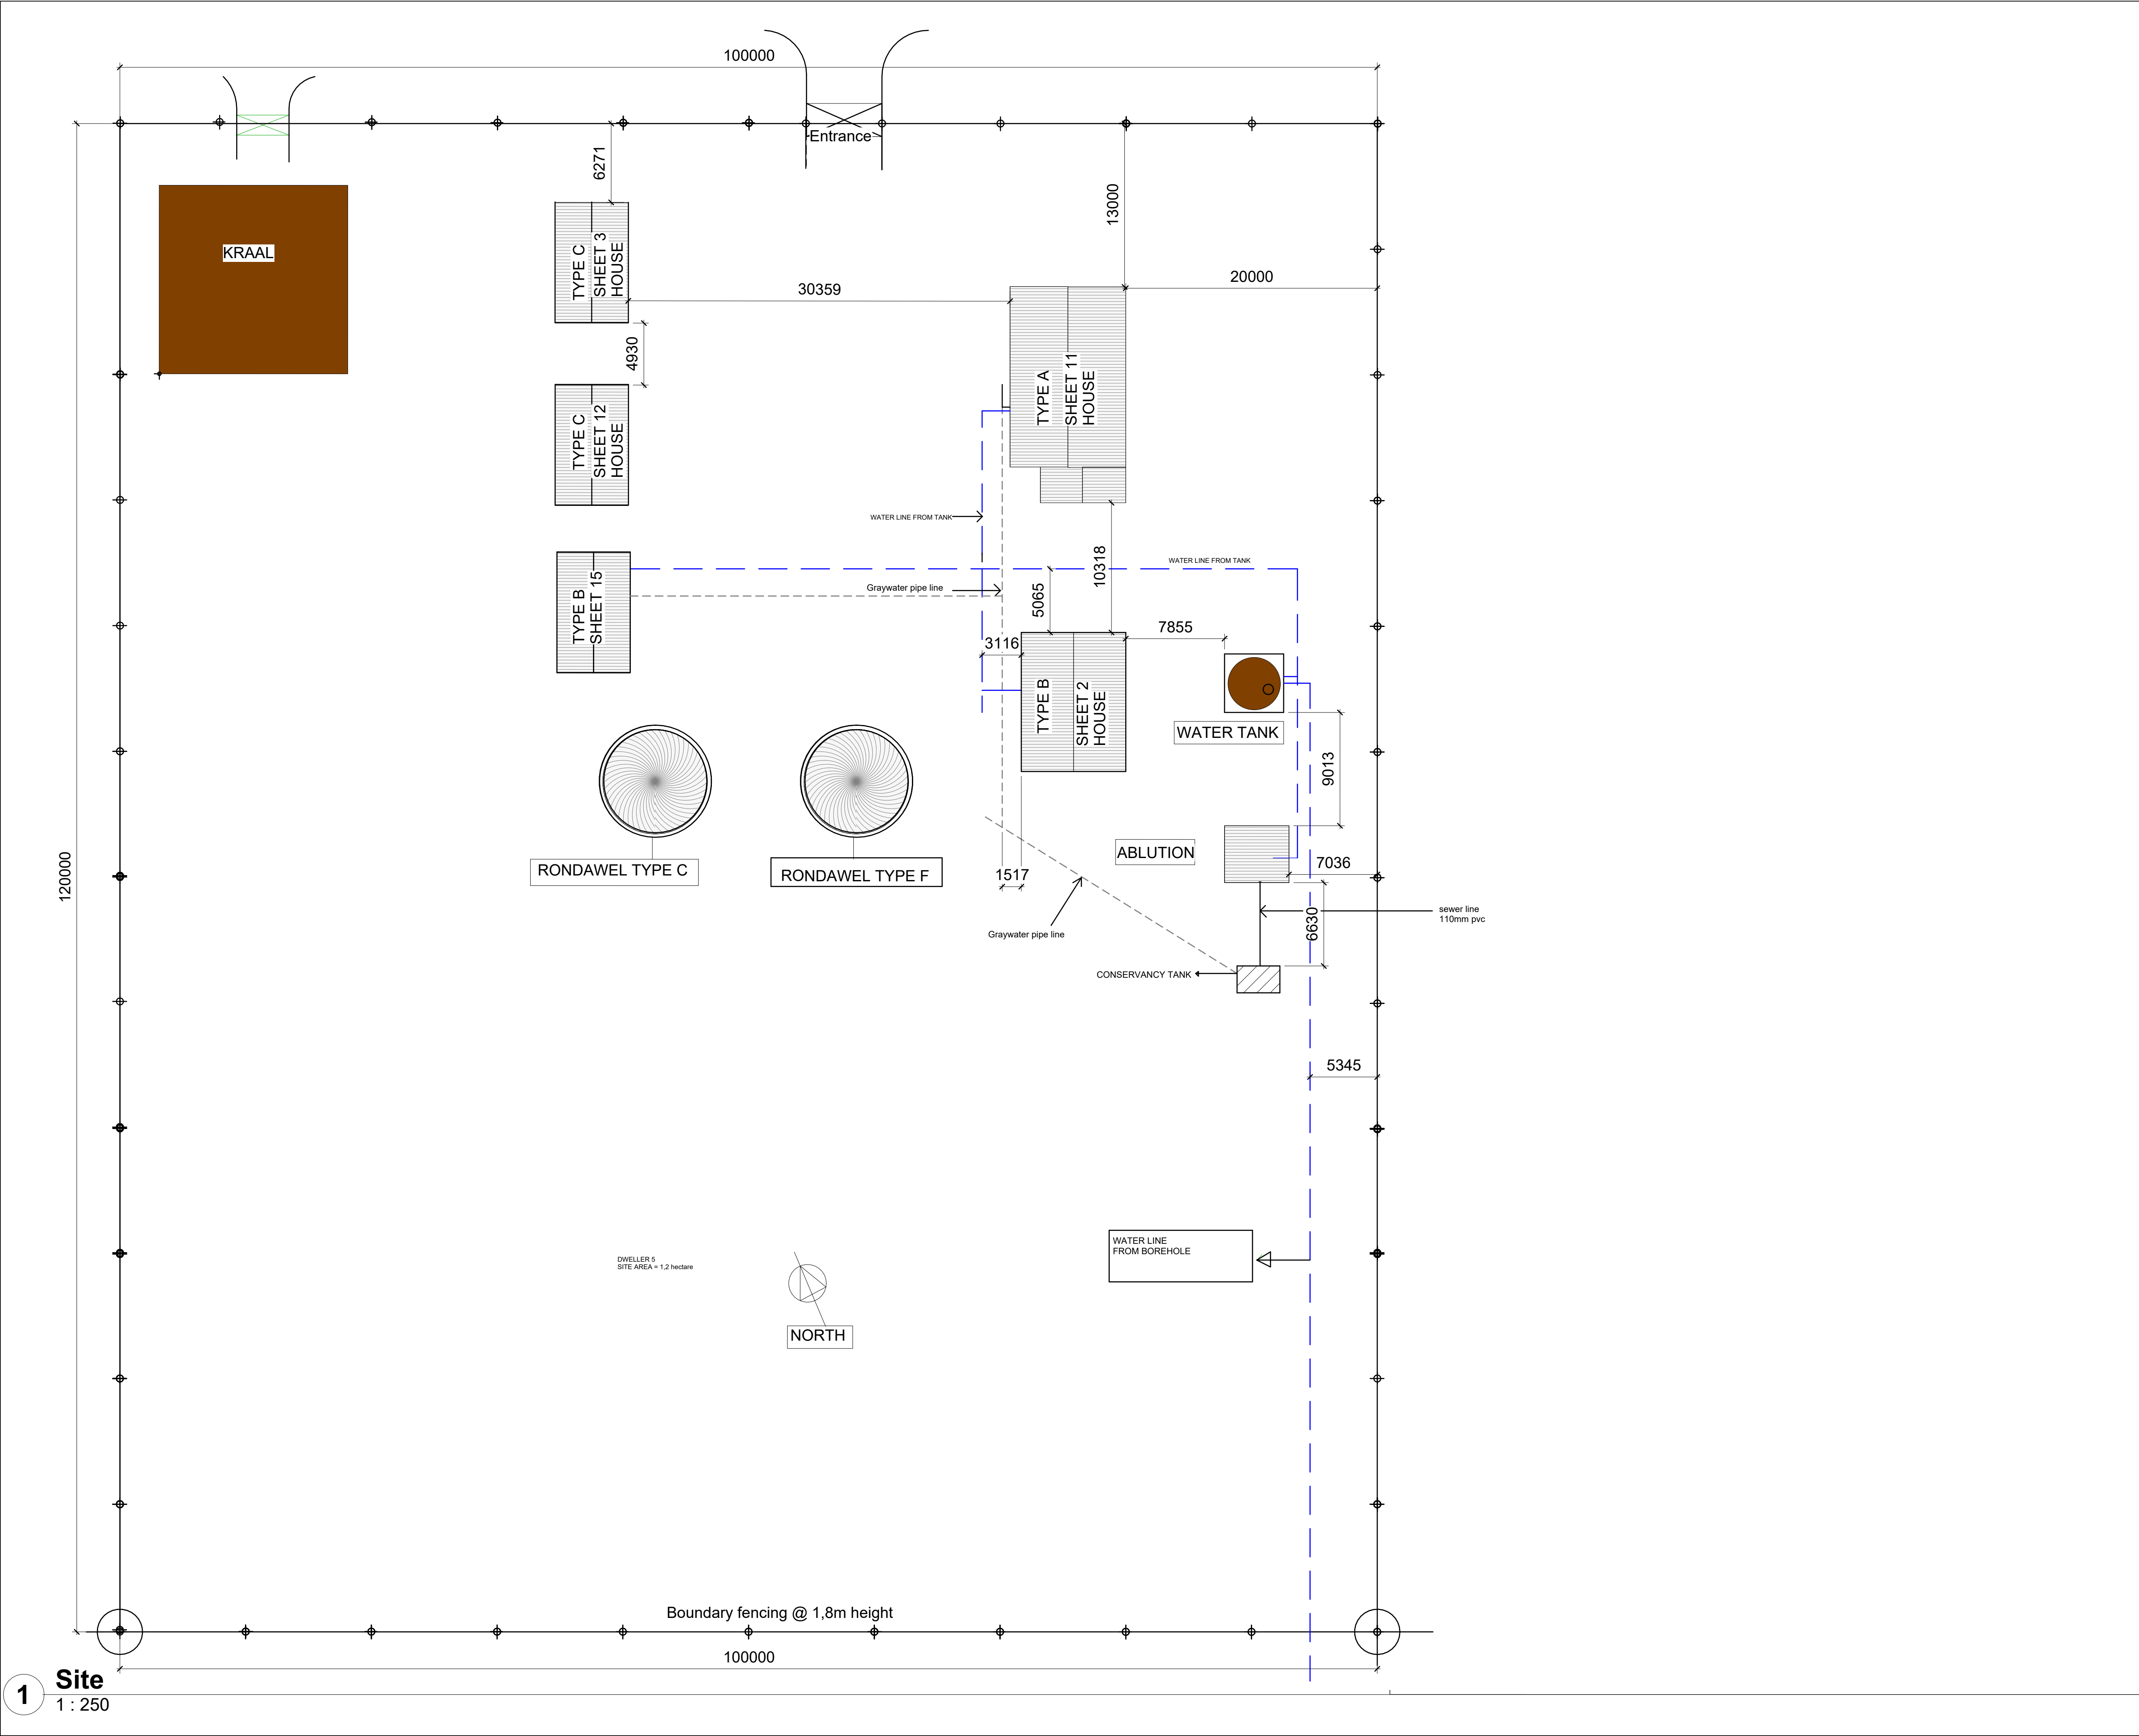 100000
Entrance
6271
13000
KRAAL
TYPE C
SHEET 3
HOUSE
30359
20000
4930
TYPE A
SHEET 11
HOUSE
TYPE C
SHEET 12
HOUSE
WATER LINE FROM TANK
WATER LINE FROM TANK
10318
TYPE B
SHEET 15
Graywater pipe line
5065
7855
3116
TYPE B
SHEET 2
HOUSE
WATER TANK
9013
120000
ABLUTION
7036
RONDAWEL TYPE C
RONDAWEL TYPE F
1517
sewer line
110mm pvc
6630
Graywater pipe line
CONSERVANCY TANK
5345
WATER LINE
FROM BOREHOLE
DWELLER 5
SITE AREA = 1,2 hectare
NORTH
Boundary fencing @ 1,8m height
100000
1
Site
1 : 250